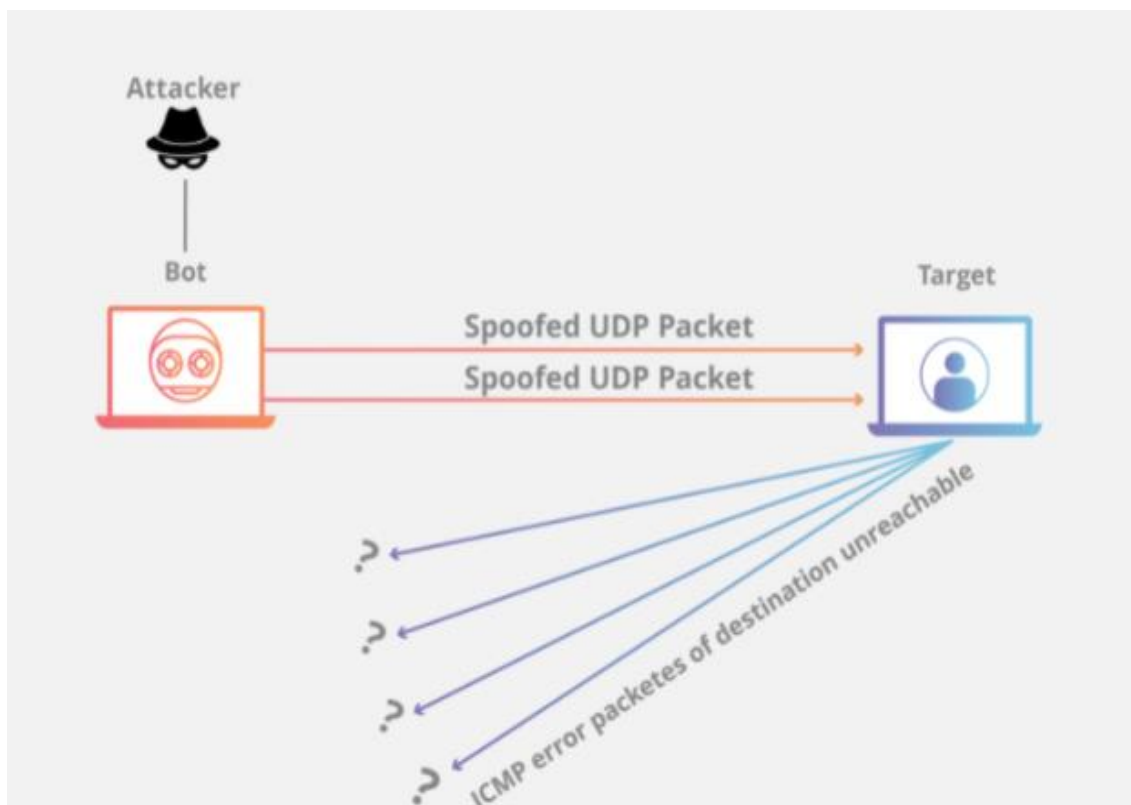 Attacker
Bot
Target
Spoofed UDP Packet
Spoofed UDP Packet
?
?
?
?
ICMP error packetes of destination unreachable